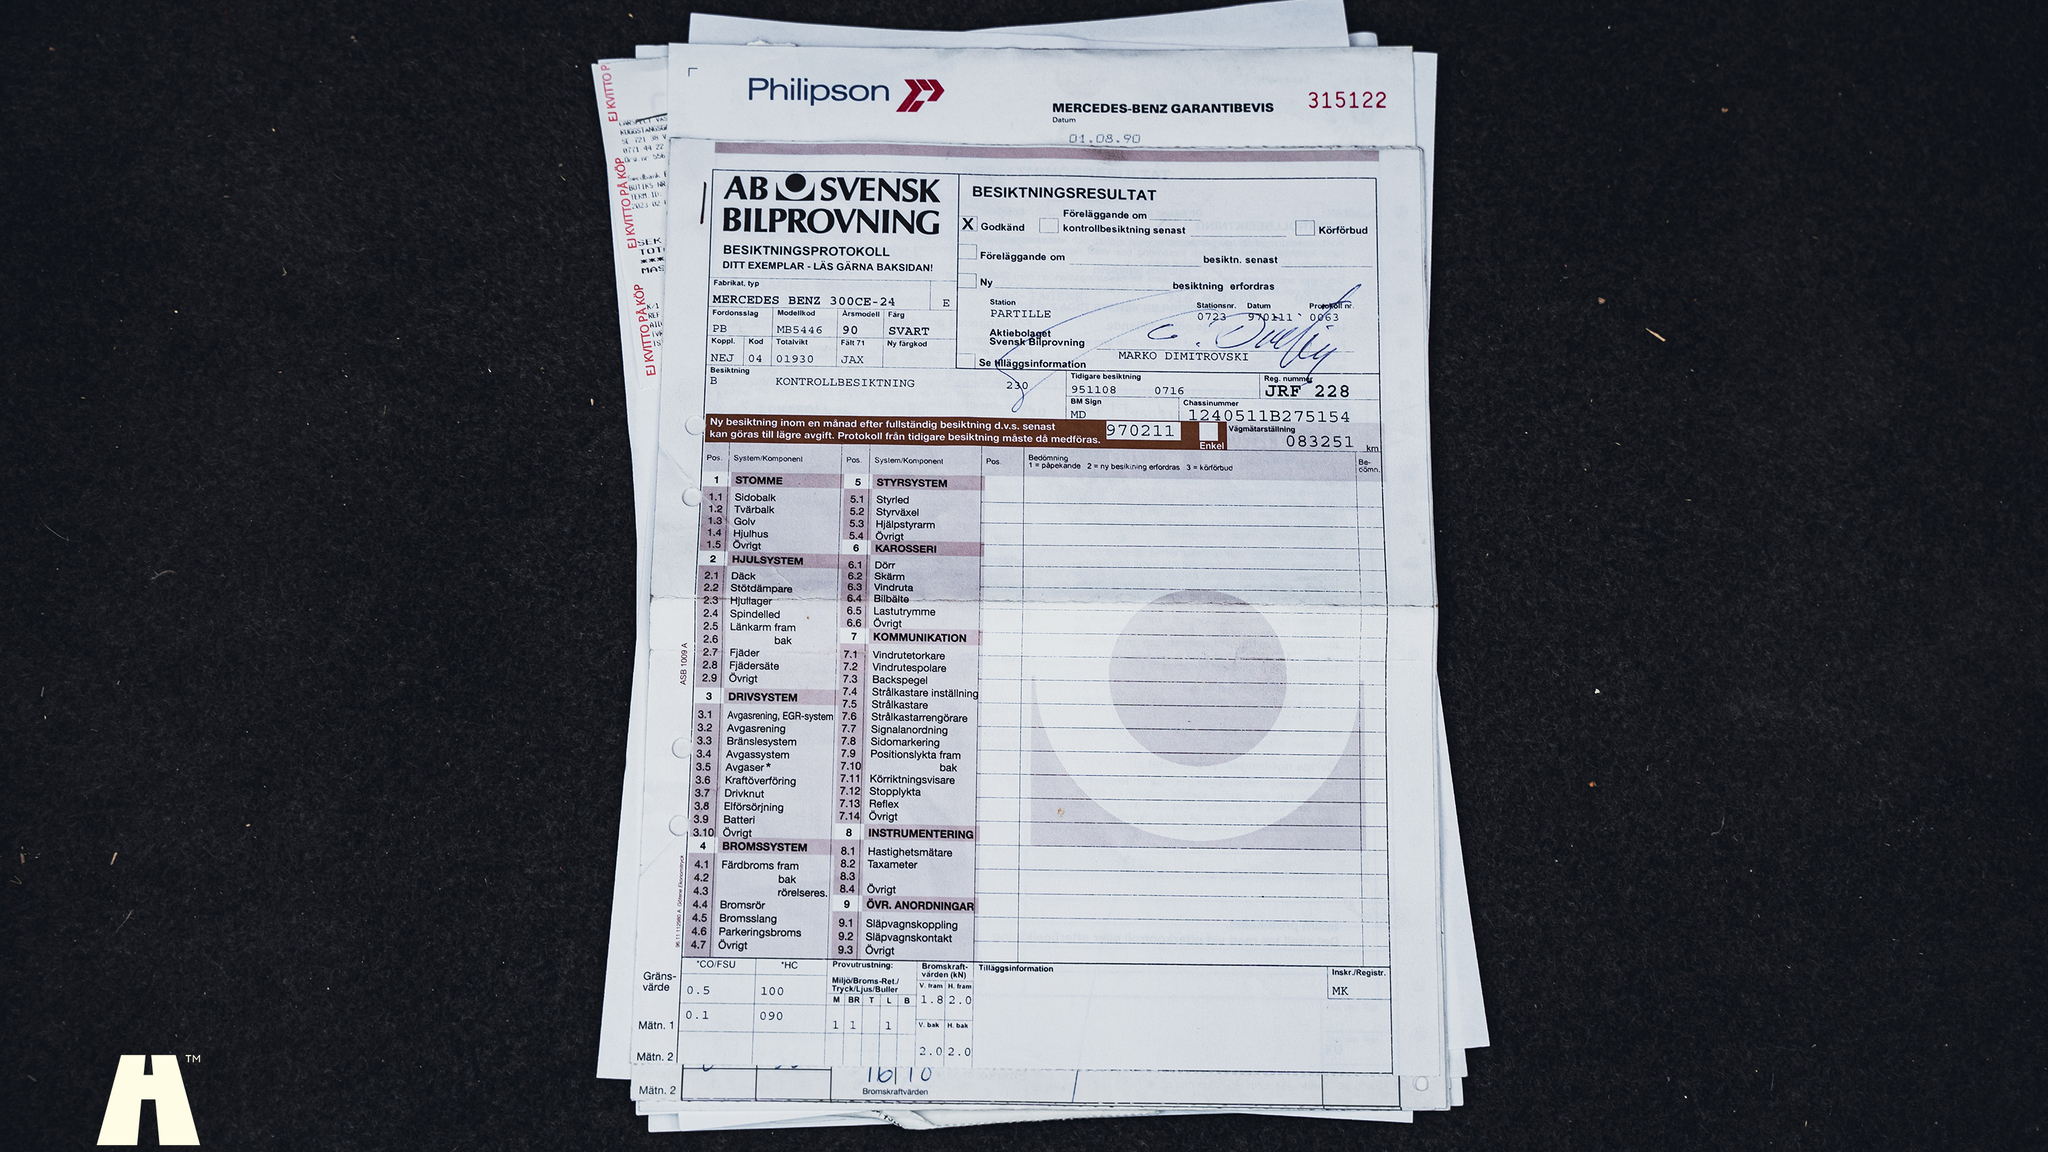 Philipson
MERCEDES-BENZ GARANTIBEVIS
315122
Datum
01.08.90
EJ KVITTO PÅ KÖP
EJ KVITTO PÅ KÖP
EJ KVITTO P
AB SVENSK
BILPROVNING
BESIKTNINGSPROTOKOLL
DITT EXEMPLAR - LÄS GÄRNA BAKSIDAN!
Fabrikat, typ
MERCEDES BENZ 300CE-24 E
Fordonsslag Modellkod Årsmodell Färg
PB MB5446 90 SVART
Koppl. Kod Totalvikt Fält 71 Ny färgkod
NEJ 04 01930 JAX
Besiktning
B KONTROLLBESIKTNING 230
BESIKTNINGSRESULTAT
X Godkänd
Föreläggande om
kontrollbesiktning senast
Körförbud
Föreläggande om besiktn. senast
Ny besiktning erfordras
Station Stationsnr. Datum Protokoll nr.
PARTILLE 0723 970111 0063
Aktiebolaget
Svensk Bilprovning
MARKO DIMITROVSKI
Se tilläggsinformation
Tidigare besiktning Reg. nummer
951108 0716 JRF 228
BM Sign Chassinummer
MD 1240511B275154
Ny besiktning inom en månad efter fullständig besiktning d.v.s. senast
kan göras till lägre avgift. Protokoll från tidigare besiktning måste då medföras.
970211
Enkel
Vägmätarställning
083251 km
Pos. System/Komponent Pos. System/Komponent Pos.
Bedömning
1 = påpekande 2 = ny besiktning erfordras 3 = körförbud
Be-
dömn.
1 STOMME
1.1 Sidobalk
1.2 Tvärbalk
1.3 Golv
1.4 Hjulhus
1.5 Övrigt
2 HJULSYSTEM
2.1 Däck
2.2 Stötdämpare
2.3 Hjullager
2.4 Spindelled
2.5 Länkarm fram
2.6 bak
2.7 Fjäder
2.8 Fjädersäte
2.9 Övrigt
3 DRIVSYSTEM
3.1 Avgasrening, EGR-system
3.2 Avgasrening
3.3 Bränslesystem
3.4 Avgassystem
3.5 Avgaser*
3.6 Kraftöverföring
3.7 Drivknut
3.8 Elförsörjning
3.9 Batteri
3.10 Övrigt
4 BROMSSYSTEM
4.1 Färdbroms fram
4.2 bak
4.3 rörelseres.
4.4 Bromsrör
4.5 Bromsslang
4.6 Parkeringsbroms
4.7 Övrigt
5 STYRSYSTEM
5.1 Styrled
5.2 Styrväxel
5.3 Hjälpstyrarm
5.4 Övrigt
6 KAROSSERI
6.1 Dörr
6.2 Skärm
6.3 Vindruta
6.4 Bilbälte
6.5 Lastutrymme
6.6 Övrigt
7 KOMMUNIKATION
7.1 Vindrutetorkare
7.2 Vindrutespolare
7.3 Backspegel
7.4 Strålkastare inställning
7.5 Strålkastare
7.6 Strålkastarrengörare
7.7 Signalanordning
7.8 Sidomarkering
7.9 Positionslykta fram
7.10 bak
7.11 Körriktningsvisare
7.12 Stopplykta
7.13 Reflex
7.14 Övrigt
8 INSTRUMENTERING
8.1 Hastighetsmätare
8.2 Taxameter
8.3
8.4 Övrigt
9 ÖVR. ANORDNINGAR
9.1 Släpvagnskoppling
9.2 Släpvagnskontakt
9.3 Övrigt
ASB 1009 A
*CO/FSU *HC
Gräns-
värde
0.5 100
Mätn. 1 0.1 090
Mätn. 2
Provutrustning:
Miljö/Broms-Ret./
Tryck/Ljus/Buller
M BR T L B
1 1 1
Bromskraft-
värden (kN)
V. fram H. fram
1.8 2.0
V. bak H. bak
2.0 2.0
Tilläggsinformation
Inskr./Registr.
MK
Mätn. 2
16/10
Bromskraftvärden
H TM